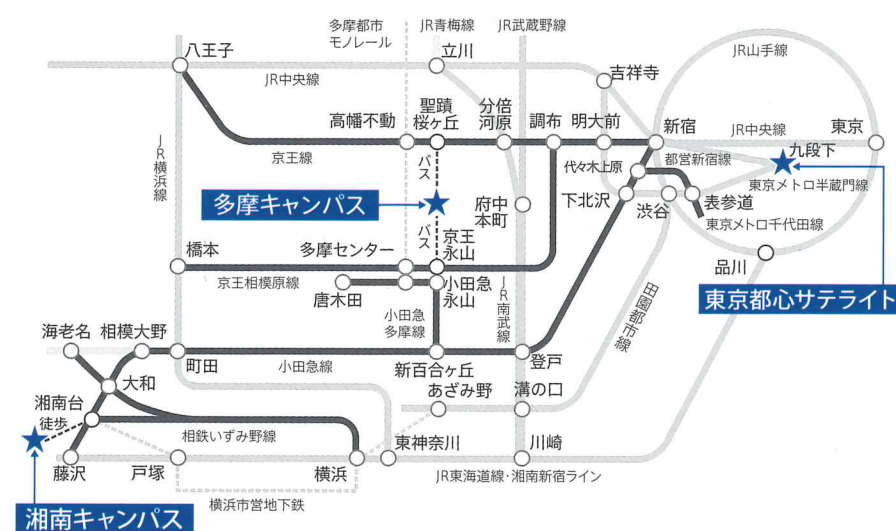 多摩都市
モノレール
JR青梅線
JR武蔵野線
八王子
立川
JR山手線
JR中央線
吉祥寺
高幡不動
聖蹟
桜ヶ丘
分倍
河原
調布
明大前
新宿
JR中央線
東京
JR横浜線
京王線
バス
代々木上原
都営新宿線
九段下
東京メトロ半蔵門線
多摩キャンパス
府中
本町
下北沢
渋谷
表参道
東京メトロ千代田線
バス
橋本
多摩センター
京王
永山
品川
京王相模原線
唐木田
小田急
永山
JR南武線
田園都市線
東京都心サテライト
小田急
多摩線
海老名
相模大野
町田
小田急線
新百合ヶ丘
登戸
大和
あざみ野
溝の口
湘南台
徒歩
相鉄いずみ野線
東神奈川
川崎
藤沢
戸塚
横浜
JR東海道線・湘南新宿ライン
横浜市営地下鉄
湘南キャンパス